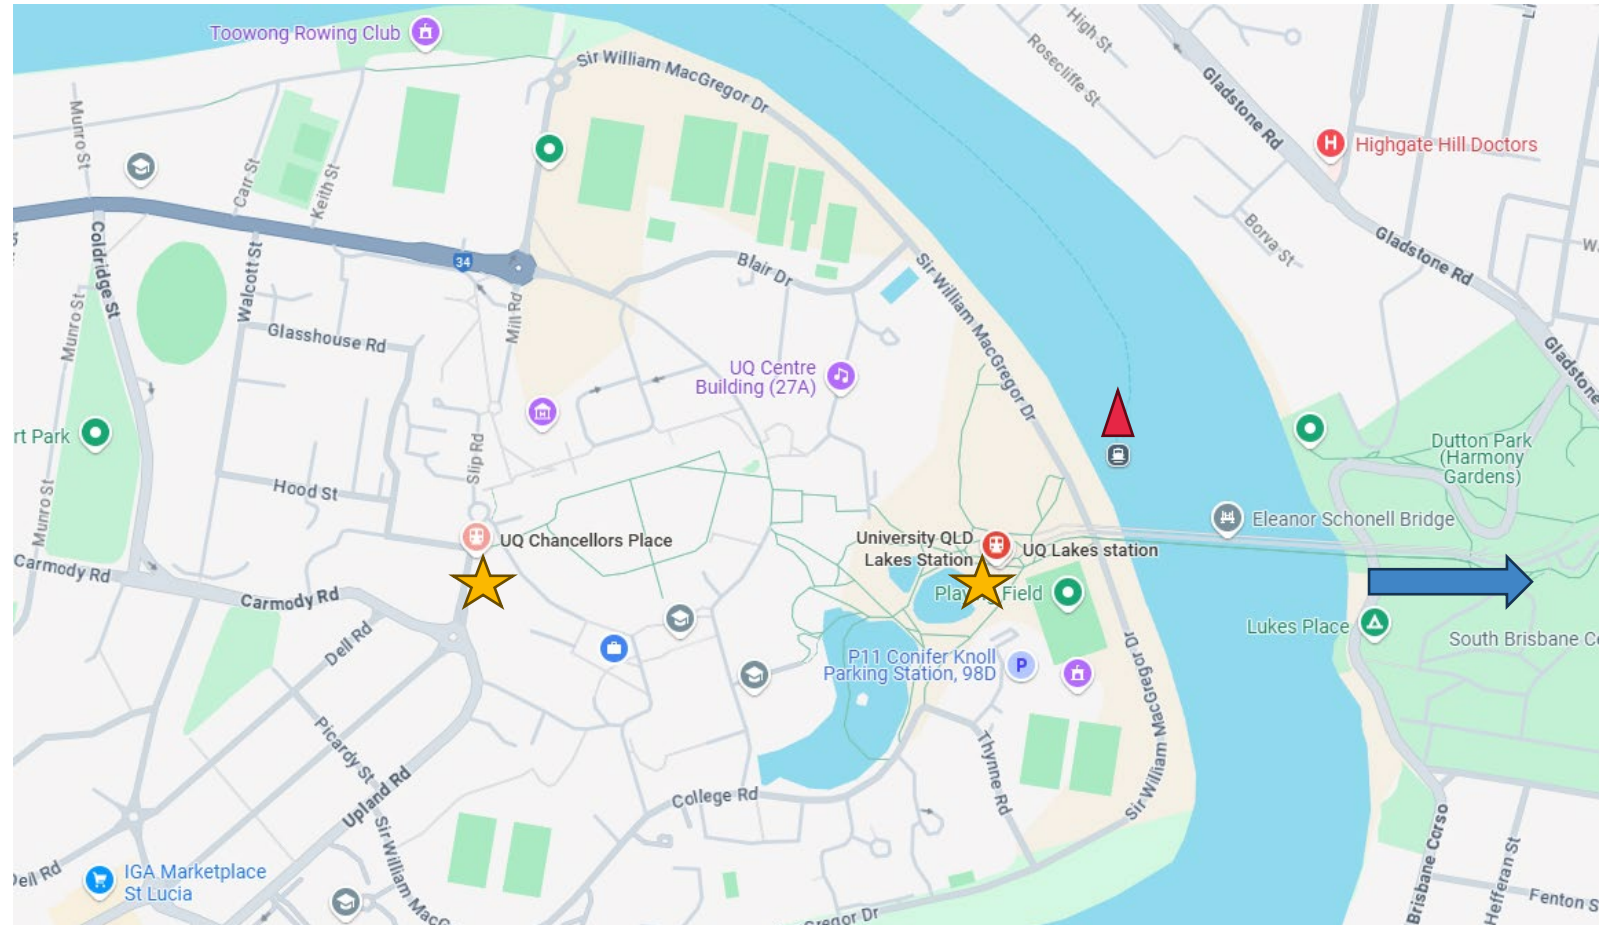 Toowong Rowing Club
Sir William MacGregor Dr
High St
Rosecliffe St
Gladstone Rd
Highgate Hill Doctors
Munro St
Carr St
Keith St
34
Coldridge St
Walcott St
Mill Rd
Blair Dr
Sir William MacGregor Dr
Borva St
Gladstone Rd
Munro St
Glasshouse Rd
UQ Centre
Building (27A)
Gladstone
rt Park
Slip Rd
Hood St
Munro St
Dutton Park
(Harmony
Gardens)
Eleanor Schonell Bridge
UQ Chancellors Place
University QLD
Lakes Station
UQ Lakes station
Carmody Rd
Carmody Rd
Field
Dell Rd
Lukes Place
South Brisbane
P11 Conifer Knoll
Parking Station, 98D
P
H
Sir William MacGregor Dr
Picardy St
Upland Rd
Thynne Rd
College Rd
Dell Rd
IGA Marketplace
St Lucia
Sir William MacG
Gregor Dr
Brisbane Corso
Hefferan St
Fenton S